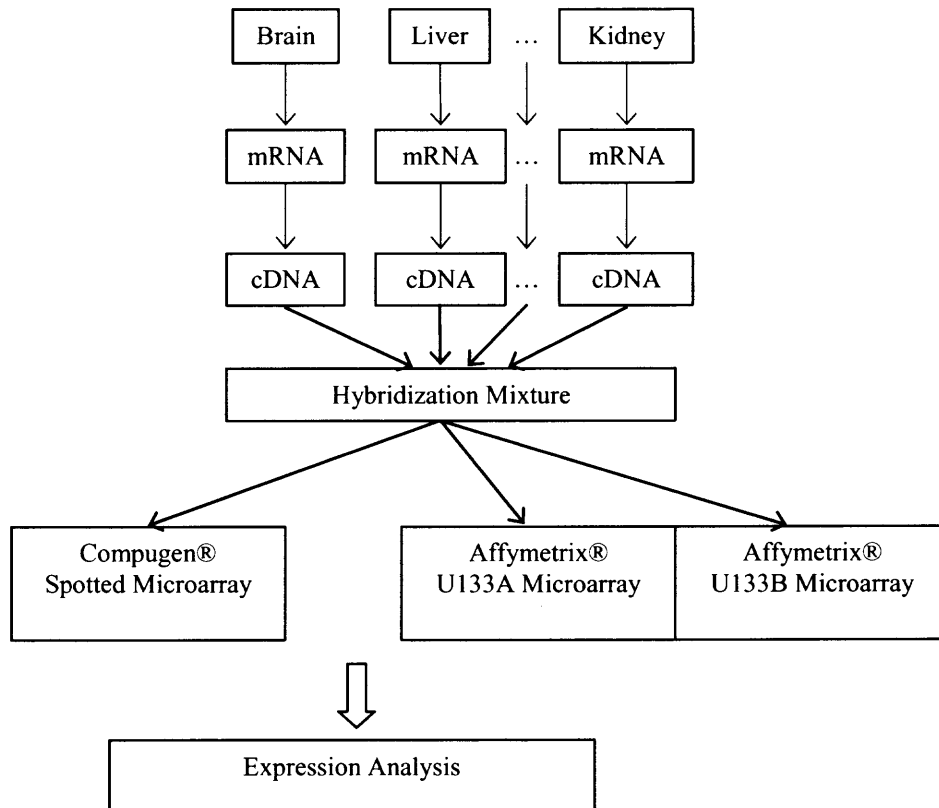 Brain Liver ... Kidney
mRNA mRNA ... mRNA
cDNA cDNA ... cDNA
Hybridization Mixture
Compugen®
Spotted Microarray
Affymetrix®
U133A Microarray
Affymetrix®
U133B Microarray
Expression Analysis